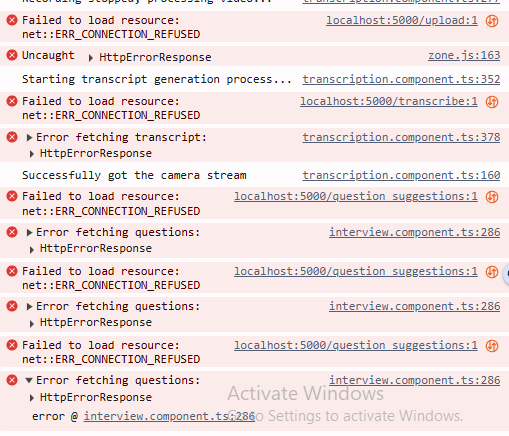 Recording stopped, processing video... transcription.component.ts:277
Failed to load resource: localhost:5000/upload:1
net::ERR_CONNECTION_REFUSED
Uncaught HttpErrorResponse zone.js:163
Starting transcript generation process... transcription.component.ts:352
Failed to load resource: localhost:5000/transcribe:1
net::ERR_CONNECTION_REFUSED
Error fetching transcript: transcription.component.ts:378
HttpErrorResponse
Successfully got the camera stream transcription.component.ts:160
Failed to load resource: localhost:5000/question_suggestions:1
net::ERR_CONNECTION_REFUSED
Error fetching questions: interview.component.ts:286
HttpErrorResponse
Failed to load resource: localhost:5000/question_suggestions:1
net::ERR_CONNECTION_REFUSED
Error fetching questions: interview.component.ts:286
HttpErrorResponse
Failed to load resource: localhost:5000/question_suggestions:1
net::ERR_CONNECTION_REFUSED
Error fetching questions: interview.component.ts:286
HttpErrorResponse
Activate Windows
error @ interview.component.ts:286
Go to Settings to activate Windows.